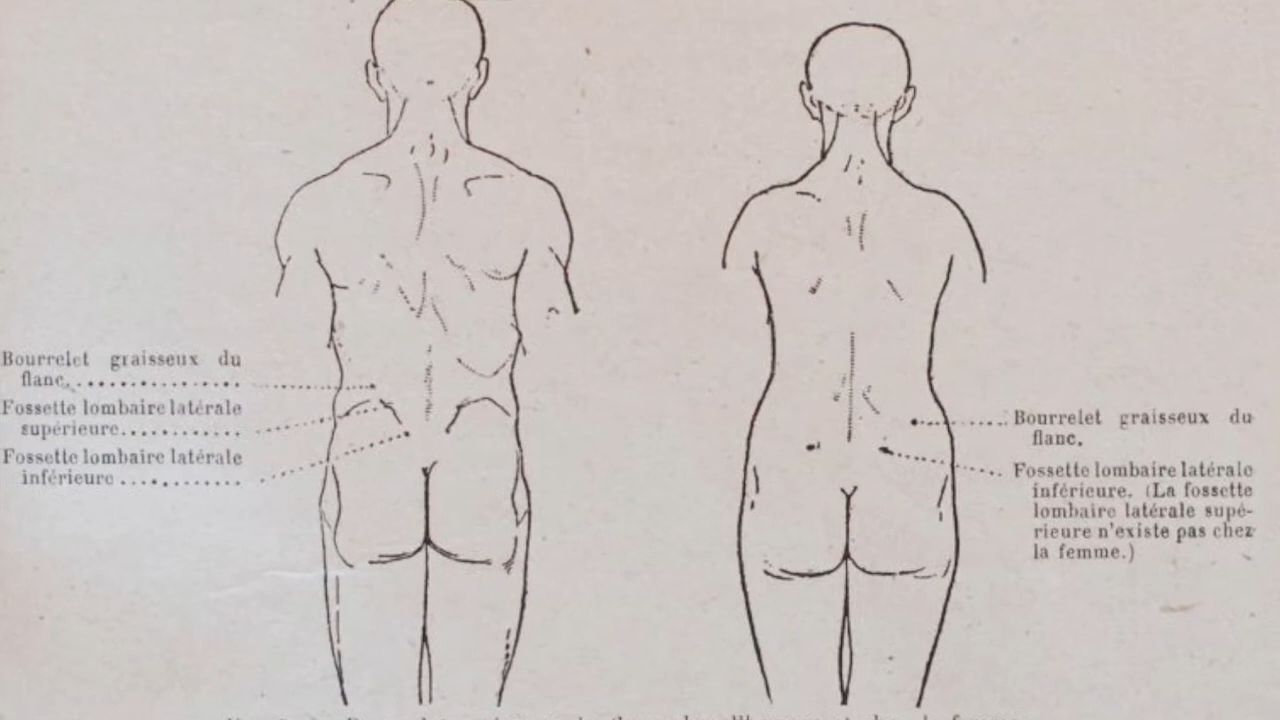 Bourrelet graisseux du
flanc
Fossette lombaire latérale
supérieure
Fossette lombaire latérale
inférieure
Bourrelet graisseux du
flanc.
Fossette lombaire latérale
inférieure. (La fossette
lombaire latérale supé-
rieure n'existe pas chez
la femme.)